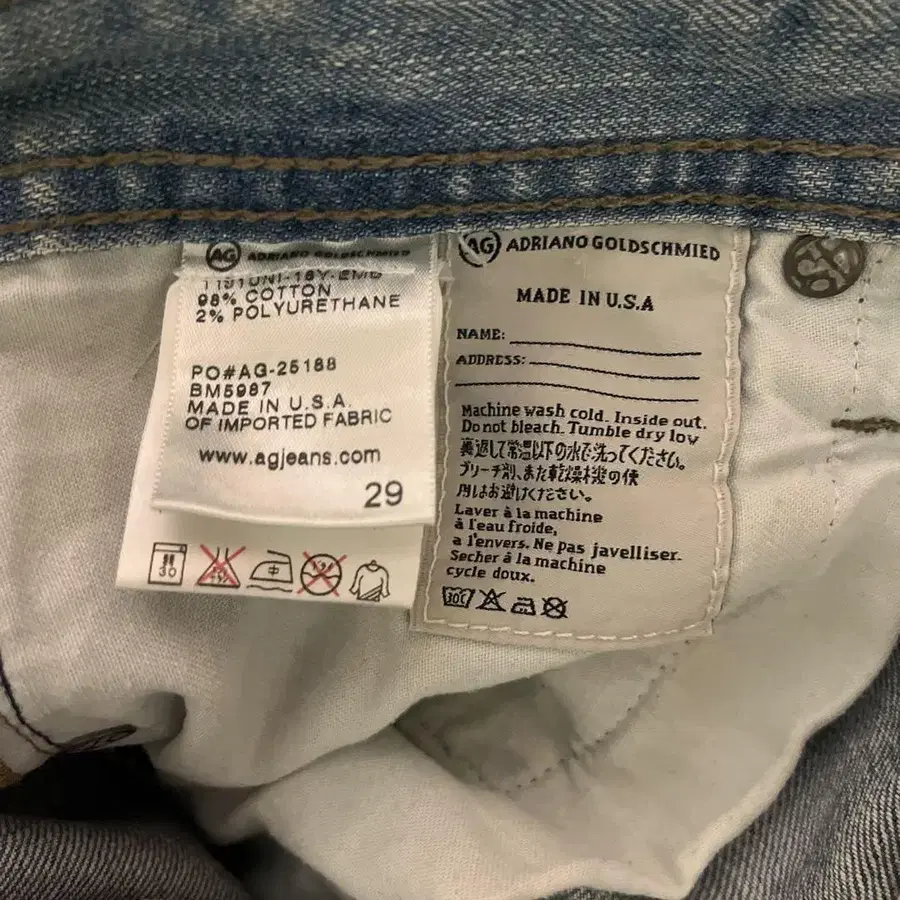 AG ADRIANO GOLDSCHMIED
98% COTTON
2% POLYURETHANE
PO#AG-25188
BM5987
MADE IN U.S.A.
OF IMPORTED FABRIC
www.agjeans.com
29
30
AG ADRIANO GOLDSCHMIED
MADE IN U.S.A
NAME:
ADDRESS:
Machine wash cold. Inside out.
Do not bleach. Tumble dry low
裏返して常温以下の水で洗ってください。
ブリーチ剤、また乾燥機の使
用はお避けください。
Laver à la machine
à l'eau froide,
a l'envers. Ne pas javelliser.
Secher à la machine
cycle doux.
30C